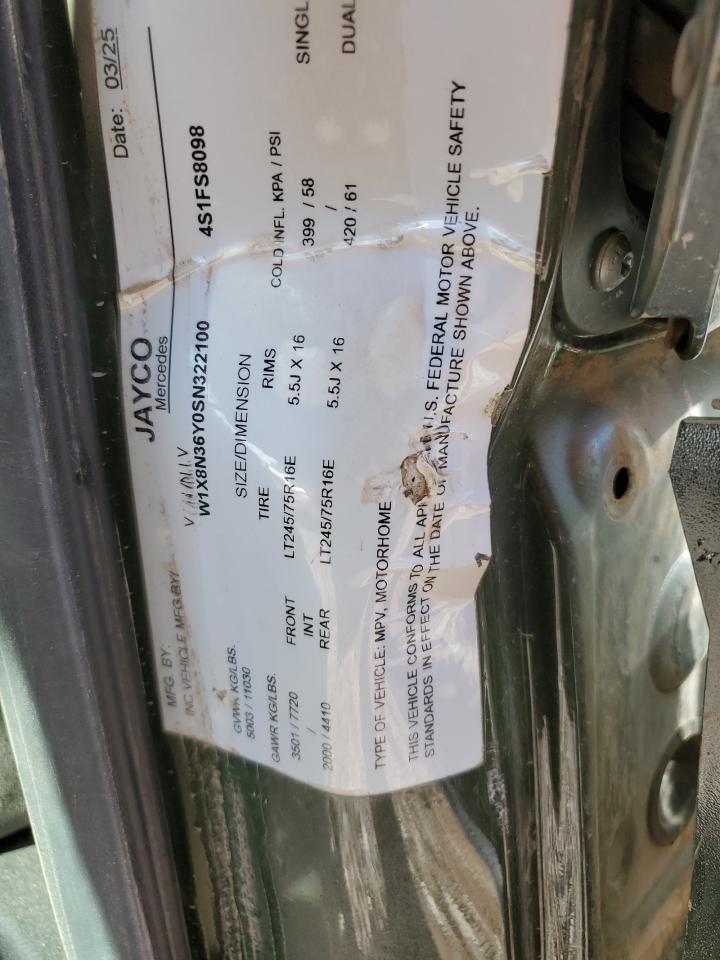 MFG. BY: JAYCO Date: 03/25
INC.VEHICLE MFG.BY/ Mercedes
V
W1X8N36Y0SN322100 4S1FS8098
GVWR KG/LBS.
5003 / 11030 SIZE/DIMENSION
GAWR KG/LBS. TIRE RIMS COLD INFL. KPA / PSI
3501 / 7720 FRONT LT245/75R16E 5.5J X 16 399 / 58 SINGL
/ INT /
2000 / 4410 REAR LT245/75R16E 5.5J X 16 420 / 61 DUAL
TYPE OF VEHICLE: MPV, MOTORHOME
THIS VEHICLE CONFORMS TO ALL U.S. FEDERAL MOTOR VEHICLE SAFETY
STANDARDS IN EFFECT ON THE DATE MANUFACTURE SHOWN ABOVE.